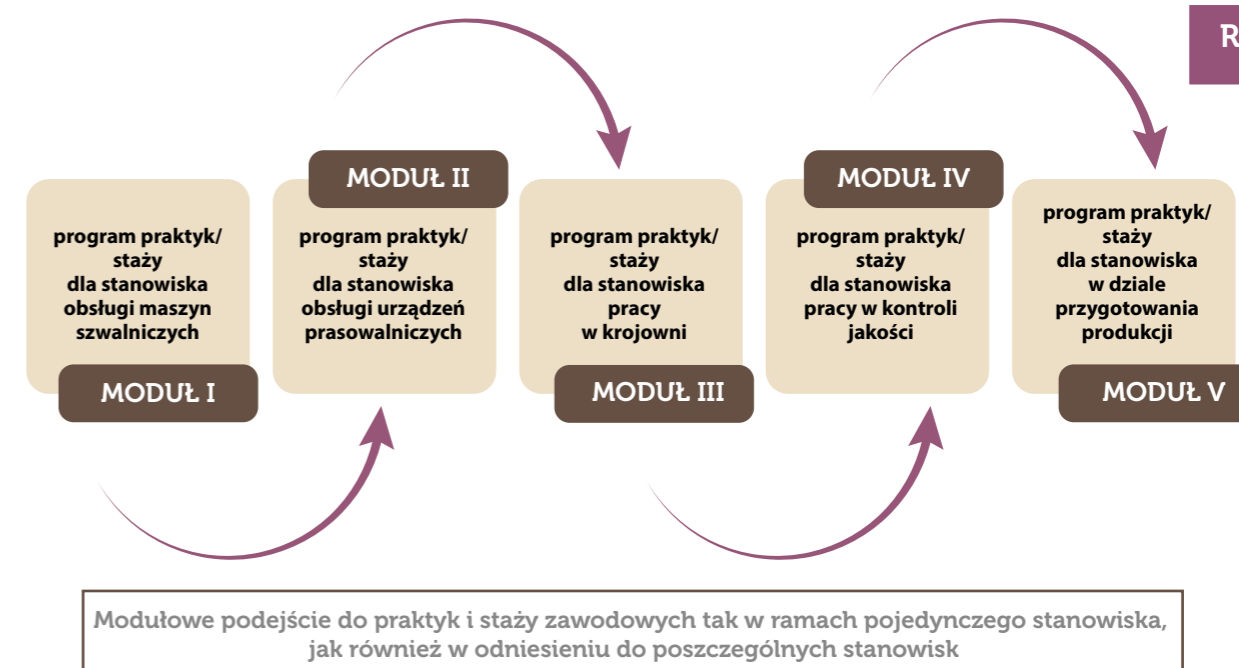 R
MODUŁ II
MODUŁ IV
program praktyk/
staży
dla stanowiska
obsługi maszyn
szwalniczych
MODUŁ I
program praktyk/
staży
dla stanowiska
obsługi urządzeń
prasowalniczych
program praktyk/
staży
dla stanowiska
pracy
w krojowni
MODUŁ III
program praktyk/
staży
dla stanowiska
pracy w kontroli
jakości
program praktyk/
staży
dla stanowiska
w dziale
przygotowania
produkcji
MODUŁ V
Modułowe podejście do praktyk i staży zawodowych tak w ramach pojedynczego stanowiska,
jak również w odniesieniu do poszczególnych stanowisk